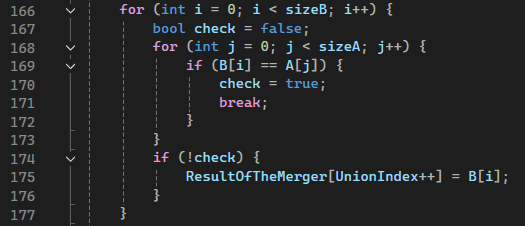 166 for (int i = 0; i < sizeB; i++) {
167 bool check = false;
168 for (int j = 0; j < sizeA; j++) {
169 if (B[i] == A[j]) {
170 check = true;
171 break;
172 }
173 }
174 if (!check) {
175 ResultOfTheMerger[UnionIndex++] = B[i];
176 }
177 }